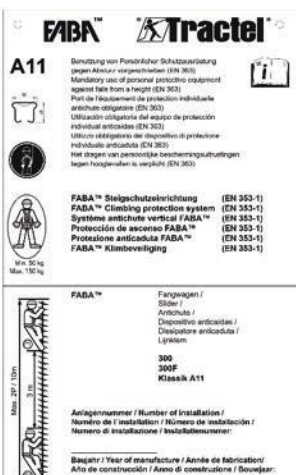 FABA™ Tractel®
A11
Benutzung von Persönlicher Schutzausrüstung
gegen Absturz vorgeschrieben (EN 363)
Mandatory use of personal protective equipment
against falls from a height (EN 363)
Port de l'équipement de protection individuelle
antichute obligatoire (EN 363)
Utilización obligatoria del equipo de protección
individual anticaídas (EN 363)
Utilizzo obbligatorio del dispositivo di protezione
individuale anticaduta (EN 363)
Het dragen van persoonlijke beschermingsuitrustingen
tegen hoogtevallen is verplicht (EN 363)
FABA™ Steigschutzeinrichtung (EN 353-1)
FABA™ Climbing protection system (EN 353-1)
Système antichute vertical FABA™ (EN 353-1)
Protección de ascenso FABA™ (EN 353-1)
Protezione anticaduta FABA™ (EN 353-1)
FABA™ Klimbeveiliging (EN 353-1)
Min. 50 kg
Max. 150 kg
FABA™
Fangwagen /
Slider /
Antichute /
Dispositivo anticaídas /
Dissipatore anticaduta /
Lijnklem
300
300F
Klassik A11
Max. 2P / 10m
3 m
Anlagennummer / Number of installation /
Numéro de l'installation / Número de instalación /
Numero di installazione / Installatienummer:
Baujahr / Year of manufacture / Année de fabrication/
Año de construcción / Anno di costruzione / Bouwjaar: